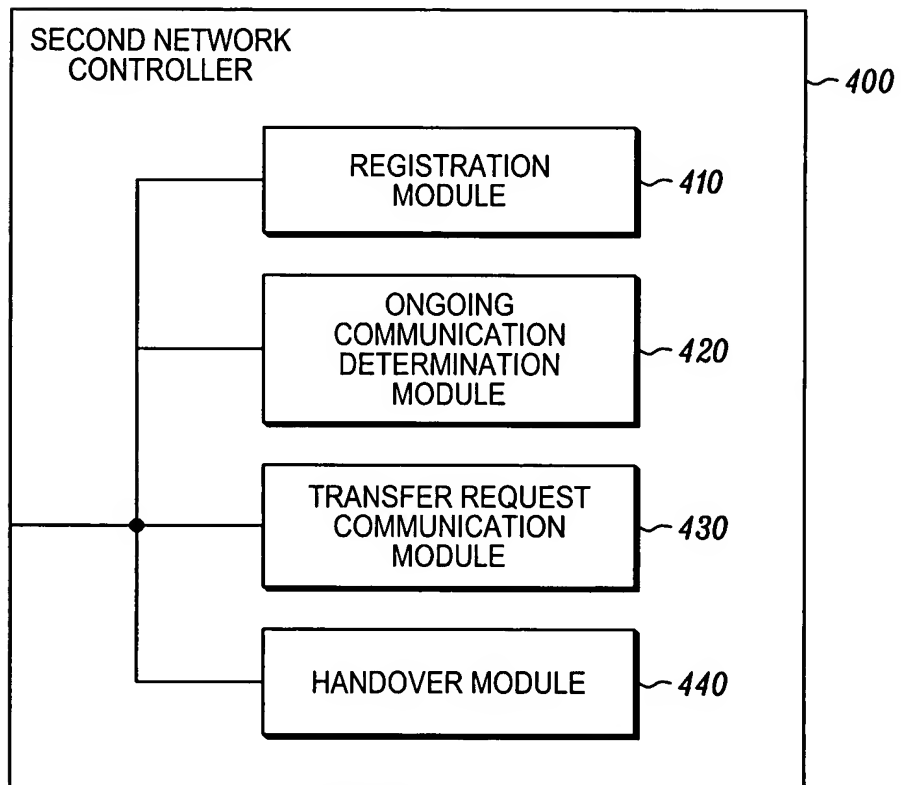 SECOND NETWORK
CONTROLLER
400
REGISTRATION
MODULE
410
ONGOING
COMMUNICATION
DETERMINATION
MODULE
420
TRANSFER REQUEST
COMMUNICATION
MODULE
430
HANDOVER MODULE
440